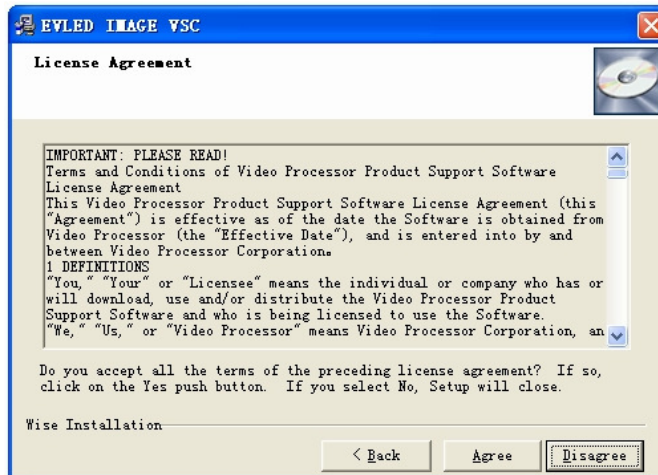 EVLED IMAGE VSC
License Agreement
IMPORTANT: PLEASE READ!
Terms and Conditions of Video Processor Product Support Software
License Agreement
This Video Processor Product Support Software License Agreement (this
"Agreement") is effective as of the date the Software is obtained from
Video Processor (the "Effective Date"), and is entered into by and
between Video Processor Corporation.
1 DEFINITIONS
"You," "Your" or "Licensee" means the individual or company who has or
will download, use and/or distribute the Video Processor Product
Support Software and who is being licensed to use the Software.
"We," "Us," or "Video Processor" means Video Processor Corporation, an
Do you accept all the terms of the preceding license agreement?  If so,
click on the Yes push button.  If you select No, Setup will close.
Wise Installation
< Back
Agree
Disagree